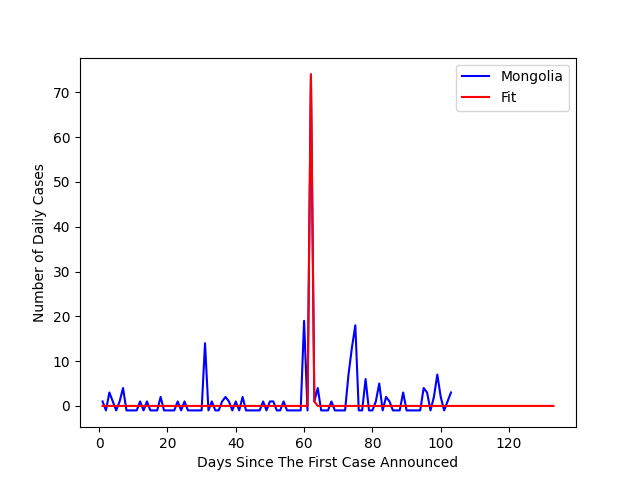 Mongolia
Fit
Number of Daily Cases
70
60
50
40
30
20
10
0
0 20 40 60 80 100 120
Days Since The First Case Announced